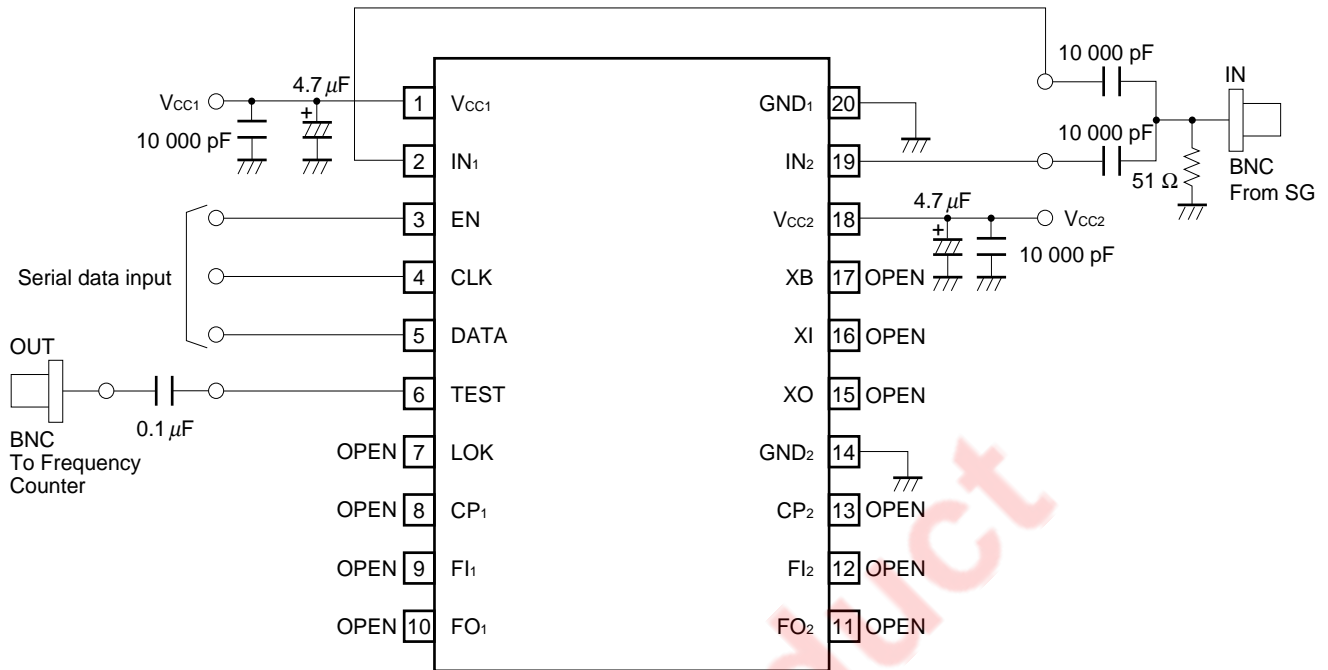 10 000 pF
IN
4.7 µF
VCC1
1 VCC1
GND1 20
10 000 pF
10 000 pF
2 IN1
IN2 19
51 Ω
BNC
From SG
3 EN
VCC2 18
4.7 µF
VCC2
10 000 pF
Serial data input
4 CLK
XB 17 OPEN
5 DATA
XI 16 OPEN
OUT
6 TEST
XO 15 OPEN
0.1 µF
BNC
To Frequency
Counter
OPEN 7 LOK
GND2 14
OPEN 8 CP1
CP2 13 OPEN
OPEN 9 FI1
FI2 12 OPEN
OPEN 10 FO1
FO2 11 OPEN
duct